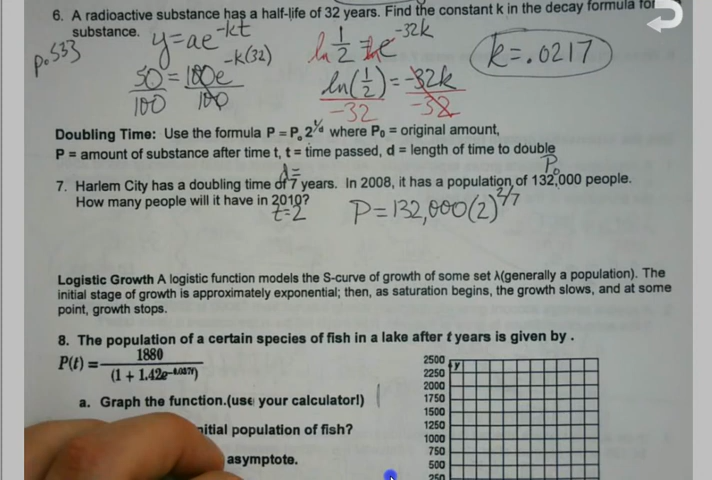 6. A radioactive substance has a half-life of 32 years. Find the constant k in the decay formula for
substance.
p.533
y=ae^-kt
50/100 = 100e^-k(32)/100
ln 1/2 = ln e^-32k
ln(1/2)/-32 = -32k/-32
k=.0217
Doubling Time: Use the formula P = P₀ 2^t/d where P₀ = original amount,
P = amount of substance after time t, t = time passed, d = length of time to double
d=
P₀
7. Harlem City has a doubling time of 7 years. In 2008, it has a population of 132,000 people.
How many people will it have in 2010?
t=2
P=132,000(2)^2/7
Logistic Growth A logistic function models the S-curve of growth of some set λ(generally a population). The
initial stage of growth is approximately exponential; then, as saturation begins, the growth slows, and at some
point, growth stops.
8. The population of a certain species of fish in a lake after t years is given by .
P(t) = 1880/(1 + 1.42e^-0.037t)
a. Graph the function.(use your calculator!)
nitial population of fish?
asymptote.
y
2500
2250
2000
1750
1500
1250
1000
750
500
250